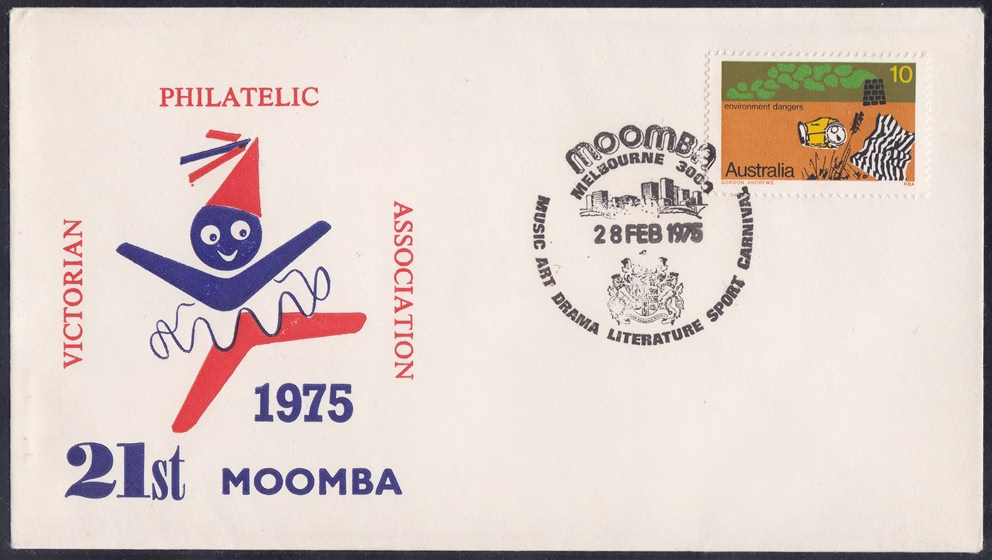 PHILATELIC
VICTORIAN
ASSOCIATION
1975
21st MOOMBA
10
environment dangers
Australia
GORDON ANDREWS
RBA
MOOMBA
MELBOURNE 3000
28 FEB 1975
MUSIC ART DRAMA LITERATURE SPORT CARNIVAL